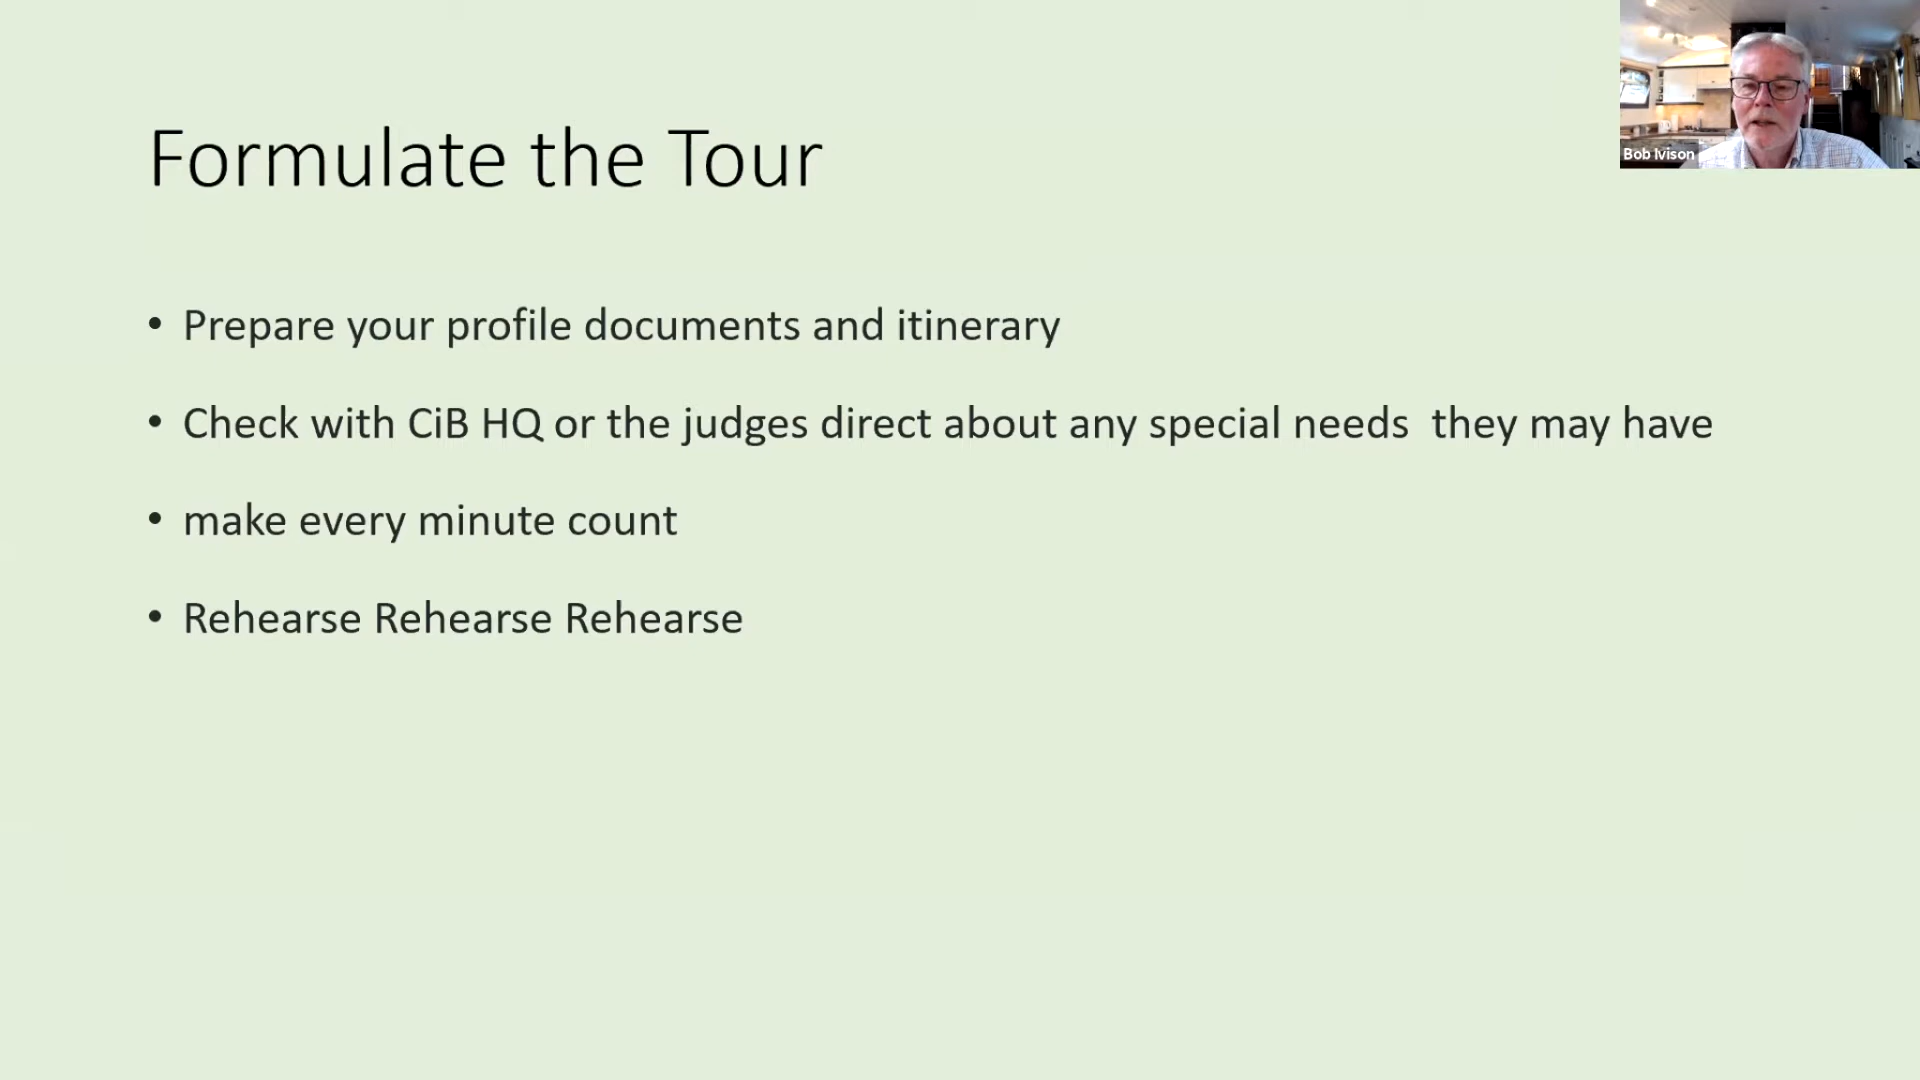 Formulate the Tour
• Prepare your profile documents and itinerary
• Check with CiB HQ or the judges direct about any special needs  they may have
• make every minute count
• Rehearse Rehearse Rehearse
Bob Ivison